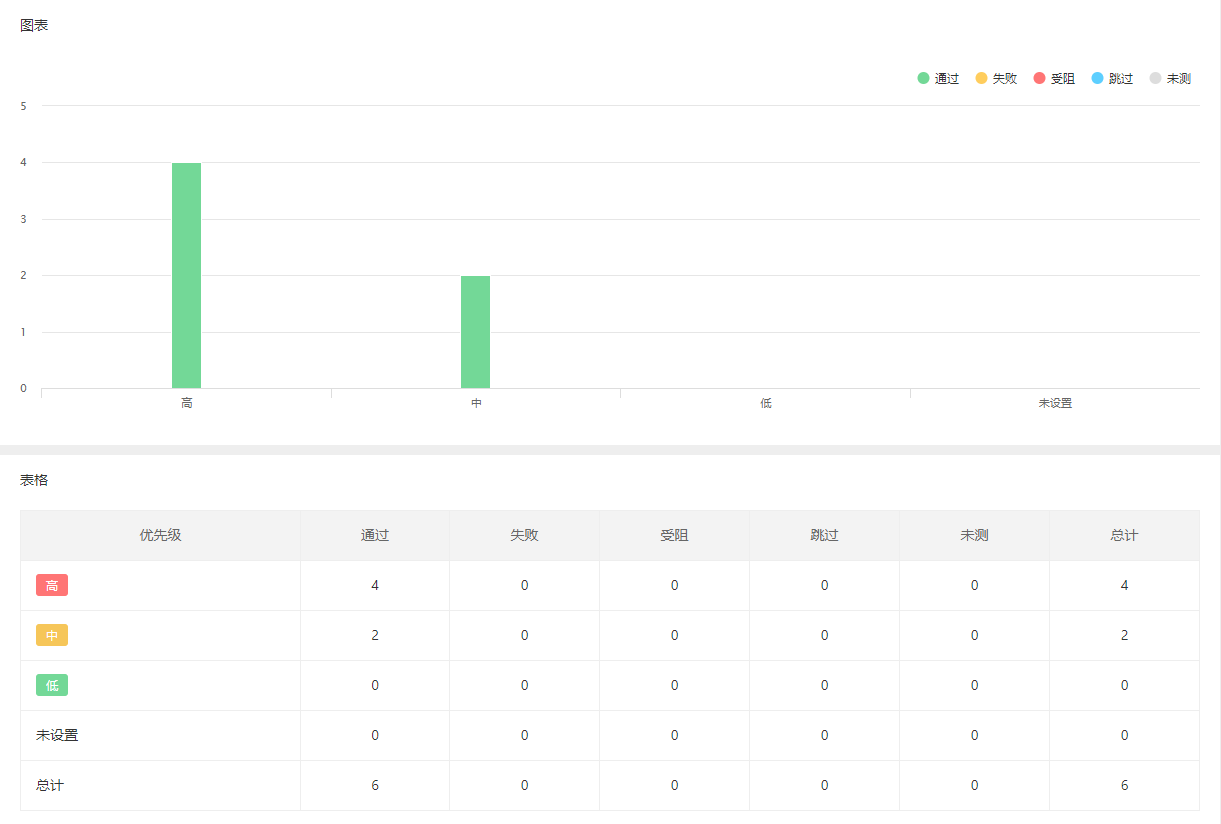 图表
通过 失败 受阻 跳过 未测
5
4
3
2
1
0
高 中 低 未设置
表格
优先级 通过 失败 受阻 跳过 未测 总计
高 4 0 0 0 0 4
中 2 0 0 0 0 2
低 0 0 0 0 0 0
未设置 0 0 0 0 0 0
总计 6 0 0 0 0 6